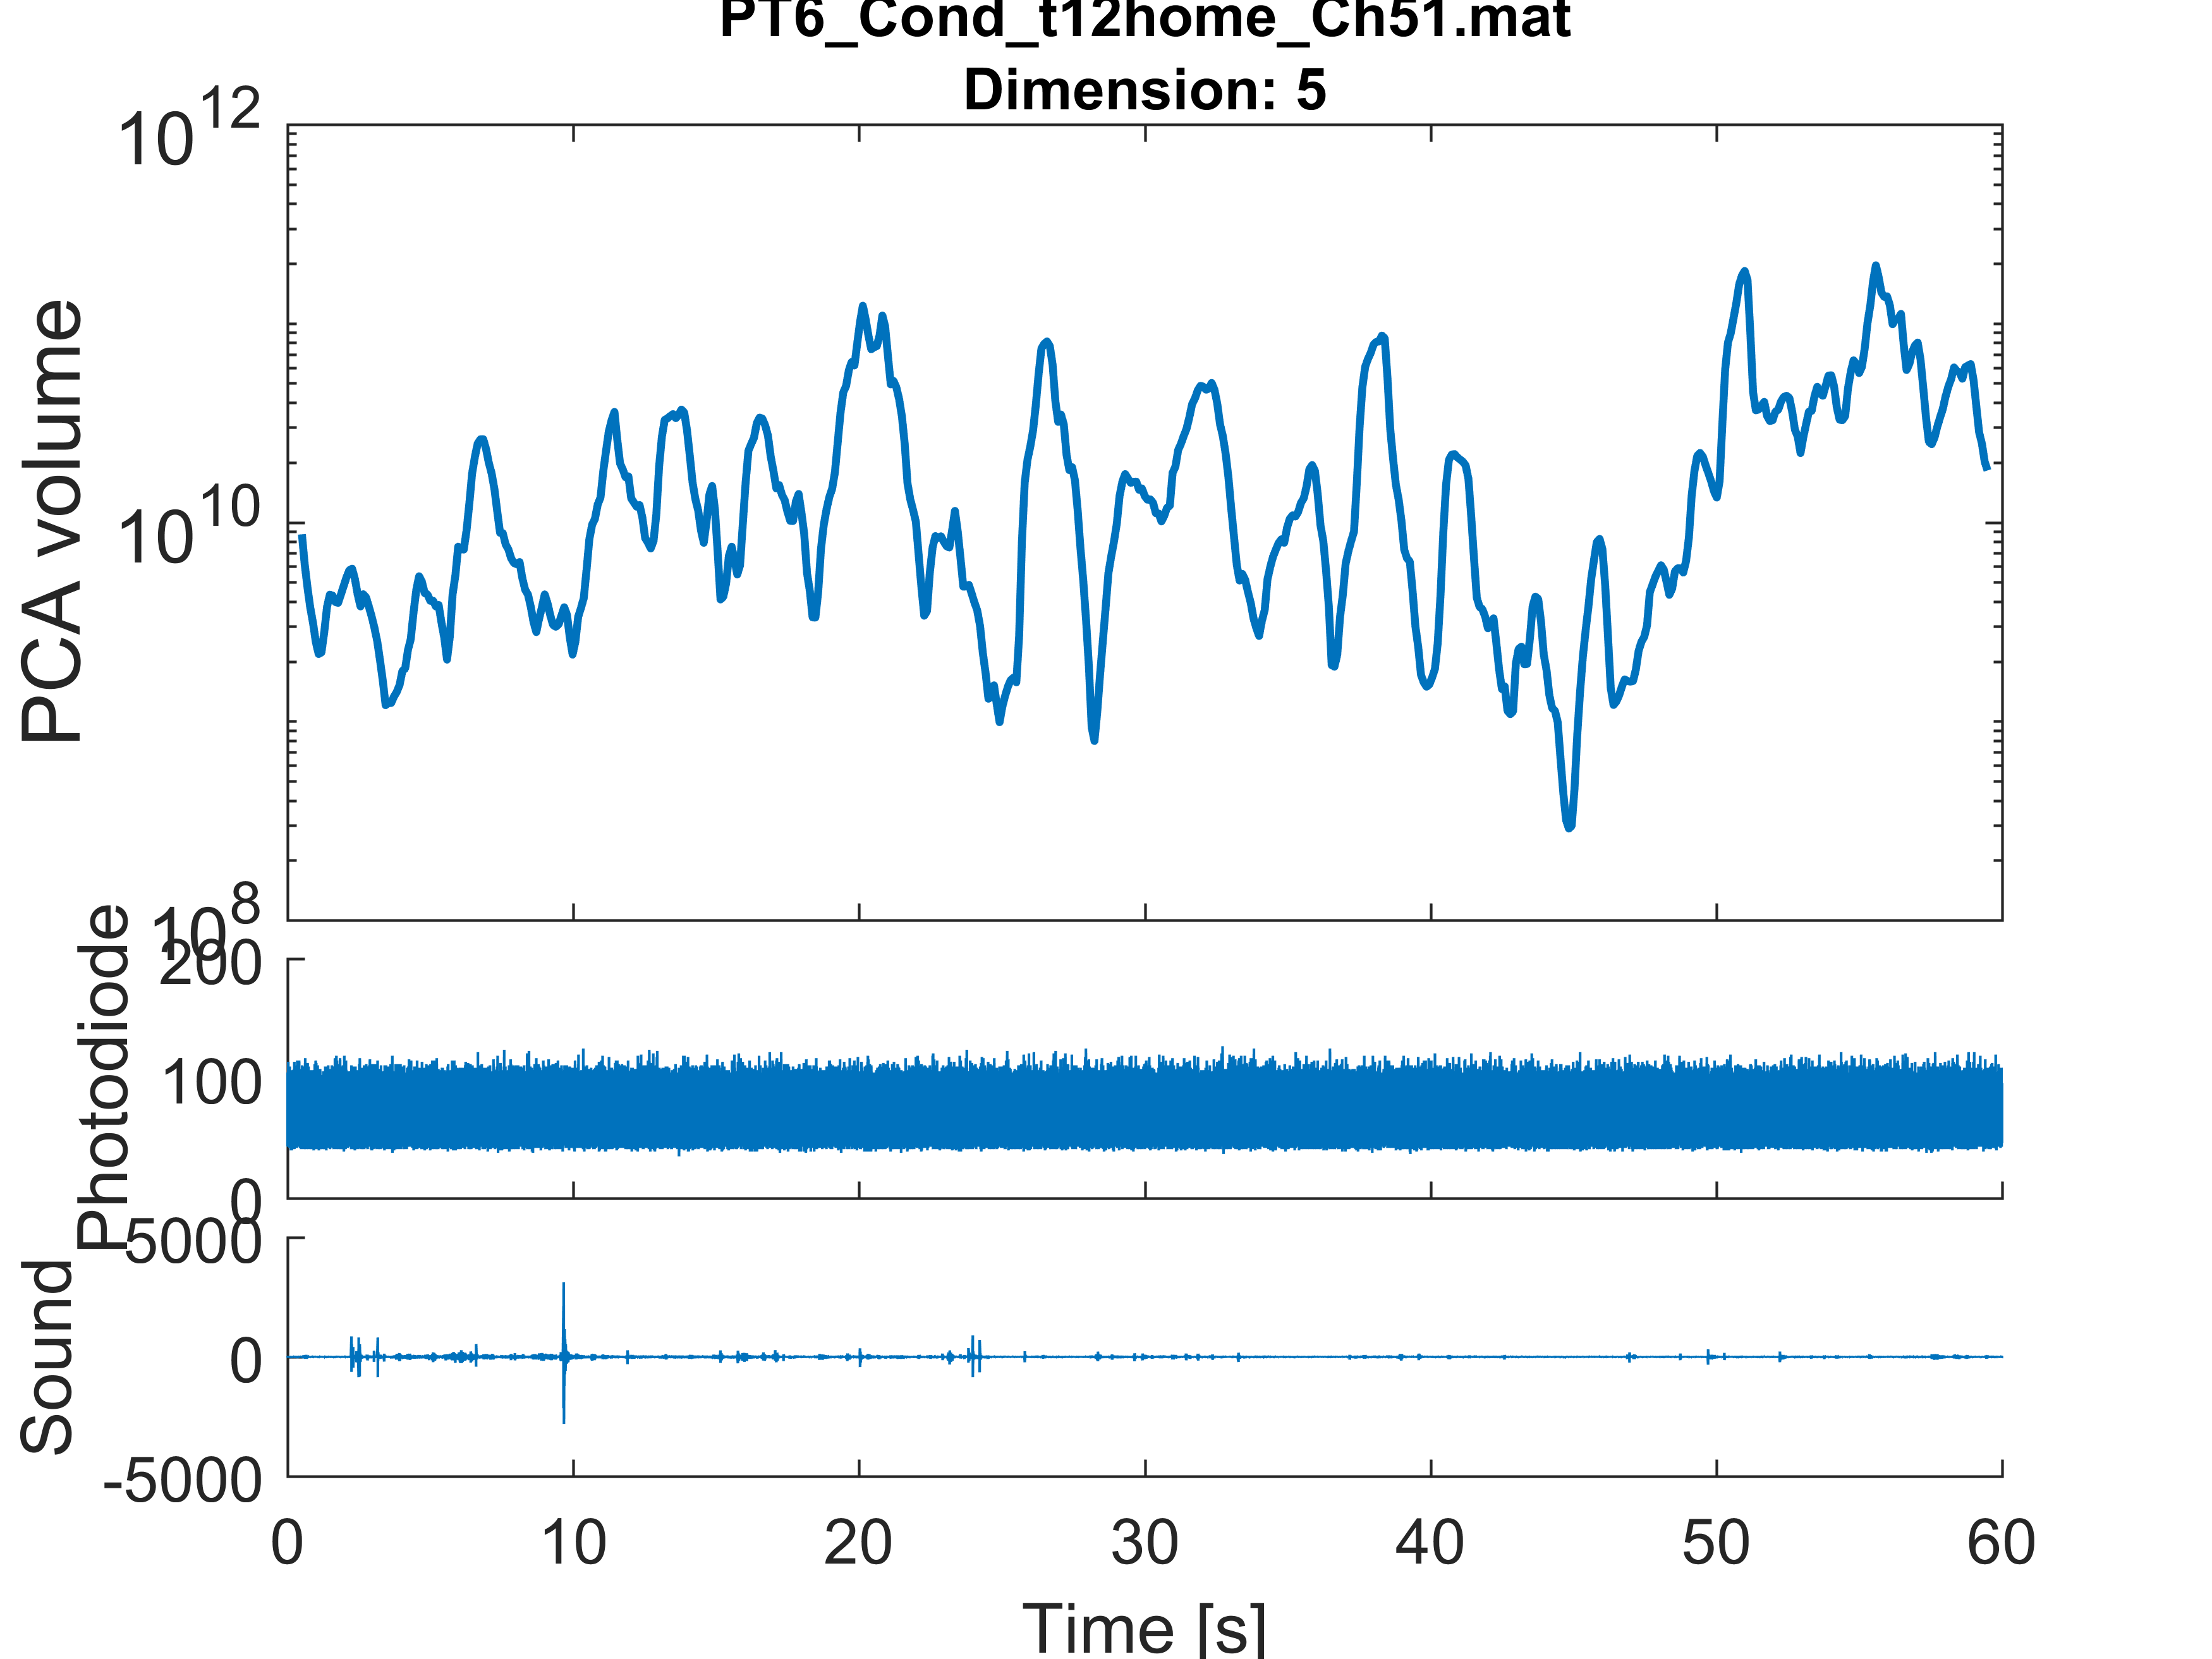 PT6_Cond_t12home_Ch51.mat
Dimension: 5
10^12
10^10
10^8
PCA volume
200
100
0
Photodiode
5000
0
-5000
Sound
0 10 20 30 40 50 60
Time [s]